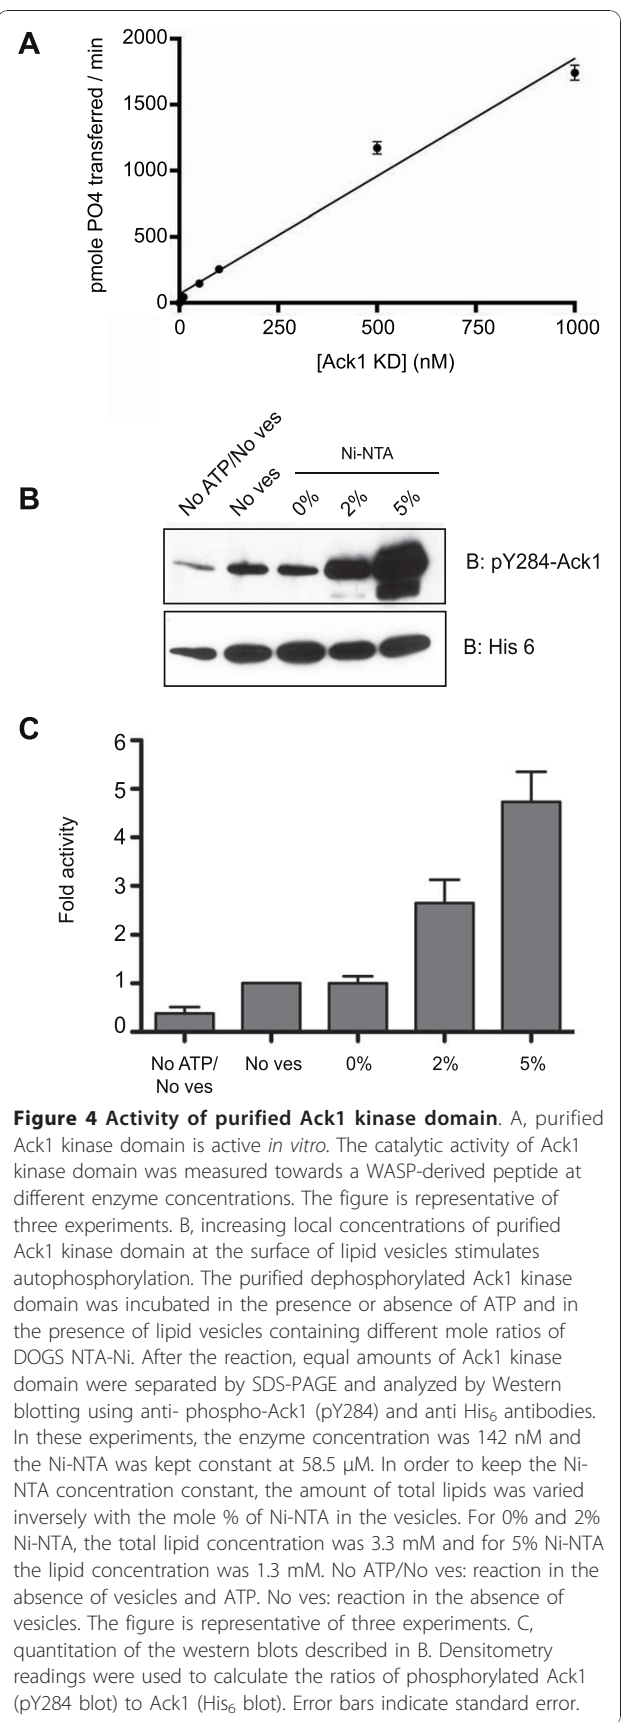 A
2000
1500
1000
500
0
pmole PO4 transferred / min
0 250 500 750 1000
[Ack1 KD] (nM)
B
No ATP/No ves
No ves
Ni-NTA
0%
2%
5%
B: pY284-Ack1
B: His 6
C
6
5
4
3
2
1
0
Fold activity
No ATP/
No ves
No ves
0%
2%
5%
Figure 4 Activity of purified Ack1 kinase domain. A, purified
Ack1 kinase domain is active in vitro. The catalytic activity of Ack1
kinase domain was measured towards a WASP-derived peptide at
different enzyme concentrations. The figure is representative of
three experiments. B, increasing local concentrations of purified
Ack1 kinase domain at the surface of lipid vesicles stimulates
autophosphorylation. The purified dephosphorylated Ack1 kinase
domain was incubated in the presence or absence of ATP and in
the presence of lipid vesicles containing different mole ratios of
DOGS NTA-Ni. After the reaction, equal amounts of Ack1 kinase
domain were separated by SDS-PAGE and analyzed by Western
blotting using anti- phospho-Ack1 (pY284) and anti His6 antibodies.
In these experiments, the enzyme concentration was 142 nM and
the Ni-NTA was kept constant at 58.5 μM. In order to keep the Ni-
NTA concentration constant, the amount of total lipids was varied
inversely with the mole % of Ni-NTA in the vesicles. For 0% and 2%
Ni-NTA, the total lipid concentration was 3.3 mM and for 5% Ni-NTA
the lipid concentration was 1.3 mM. No ATP/No ves: reaction in the
absence of vesicles and ATP. No ves: reaction in the absence of
vesicles. The figure is representative of three experiments. C,
quantitation of the western blots described in B. Densitometry
readings were used to calculate the ratios of phosphorylated Ack1
(pY284 blot) to Ack1 (His6 blot). Error bars indicate standard error.